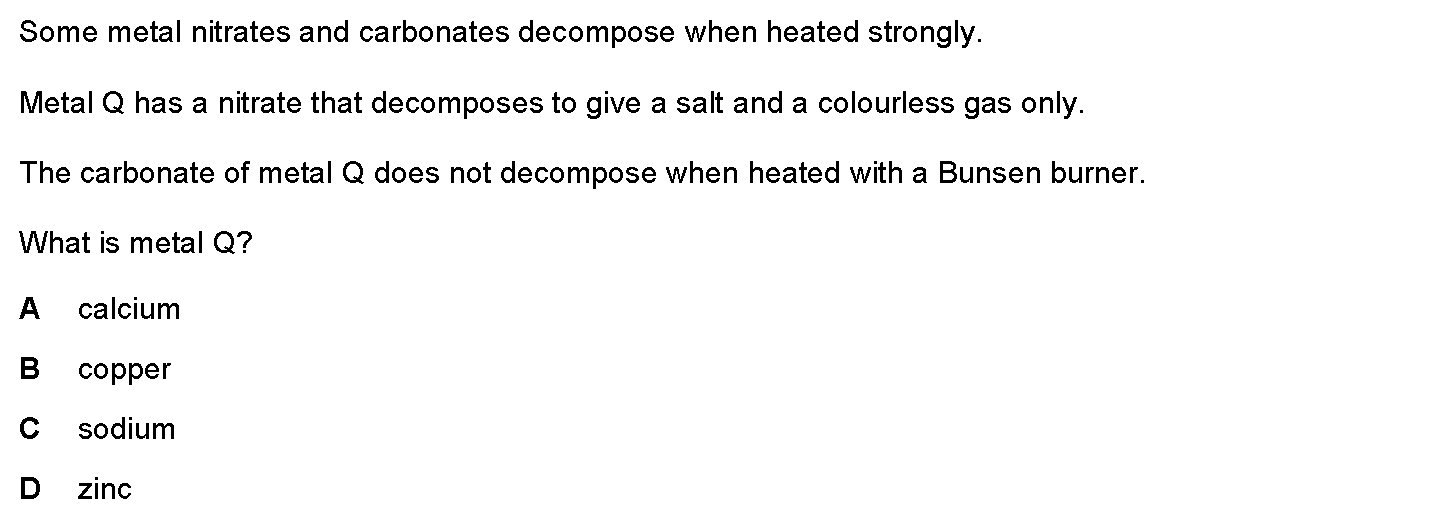 Some metal nitrates and carbonates decompose when heated strongly.
Metal Q has a nitrate that decomposes to give a salt and a colourless gas only.
The carbonate of metal Q does not decompose when heated with a Bunsen burner.
What is metal Q?
A calcium
B copper
C sodium
D zinc